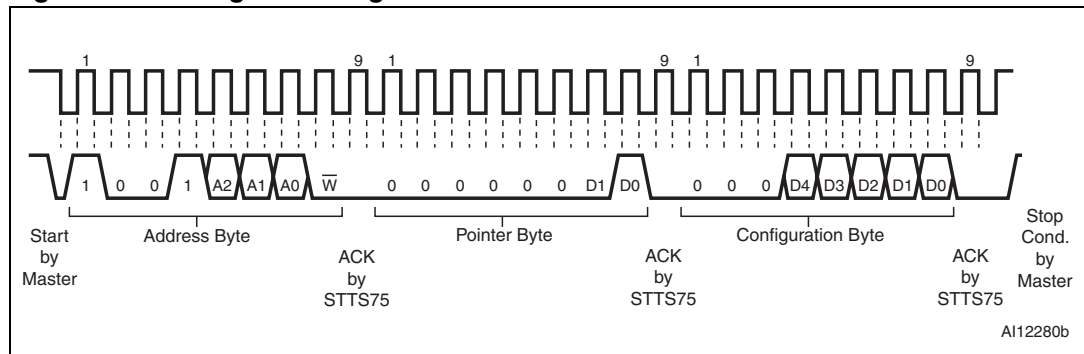 1 9 1 9 1 9
1 0 0 1 A2 A1 A0 W 0 0 0 0 0 0 D1 D0 0 0 0 D4 D3 D2 D1 D0
Start
by
Master
Address Byte
ACK
by
STTS75
Pointer Byte
ACK
by
STTS75
Configuration Byte
ACK
by
STTS75
Stop
Cond.
by
Master
AI12280b